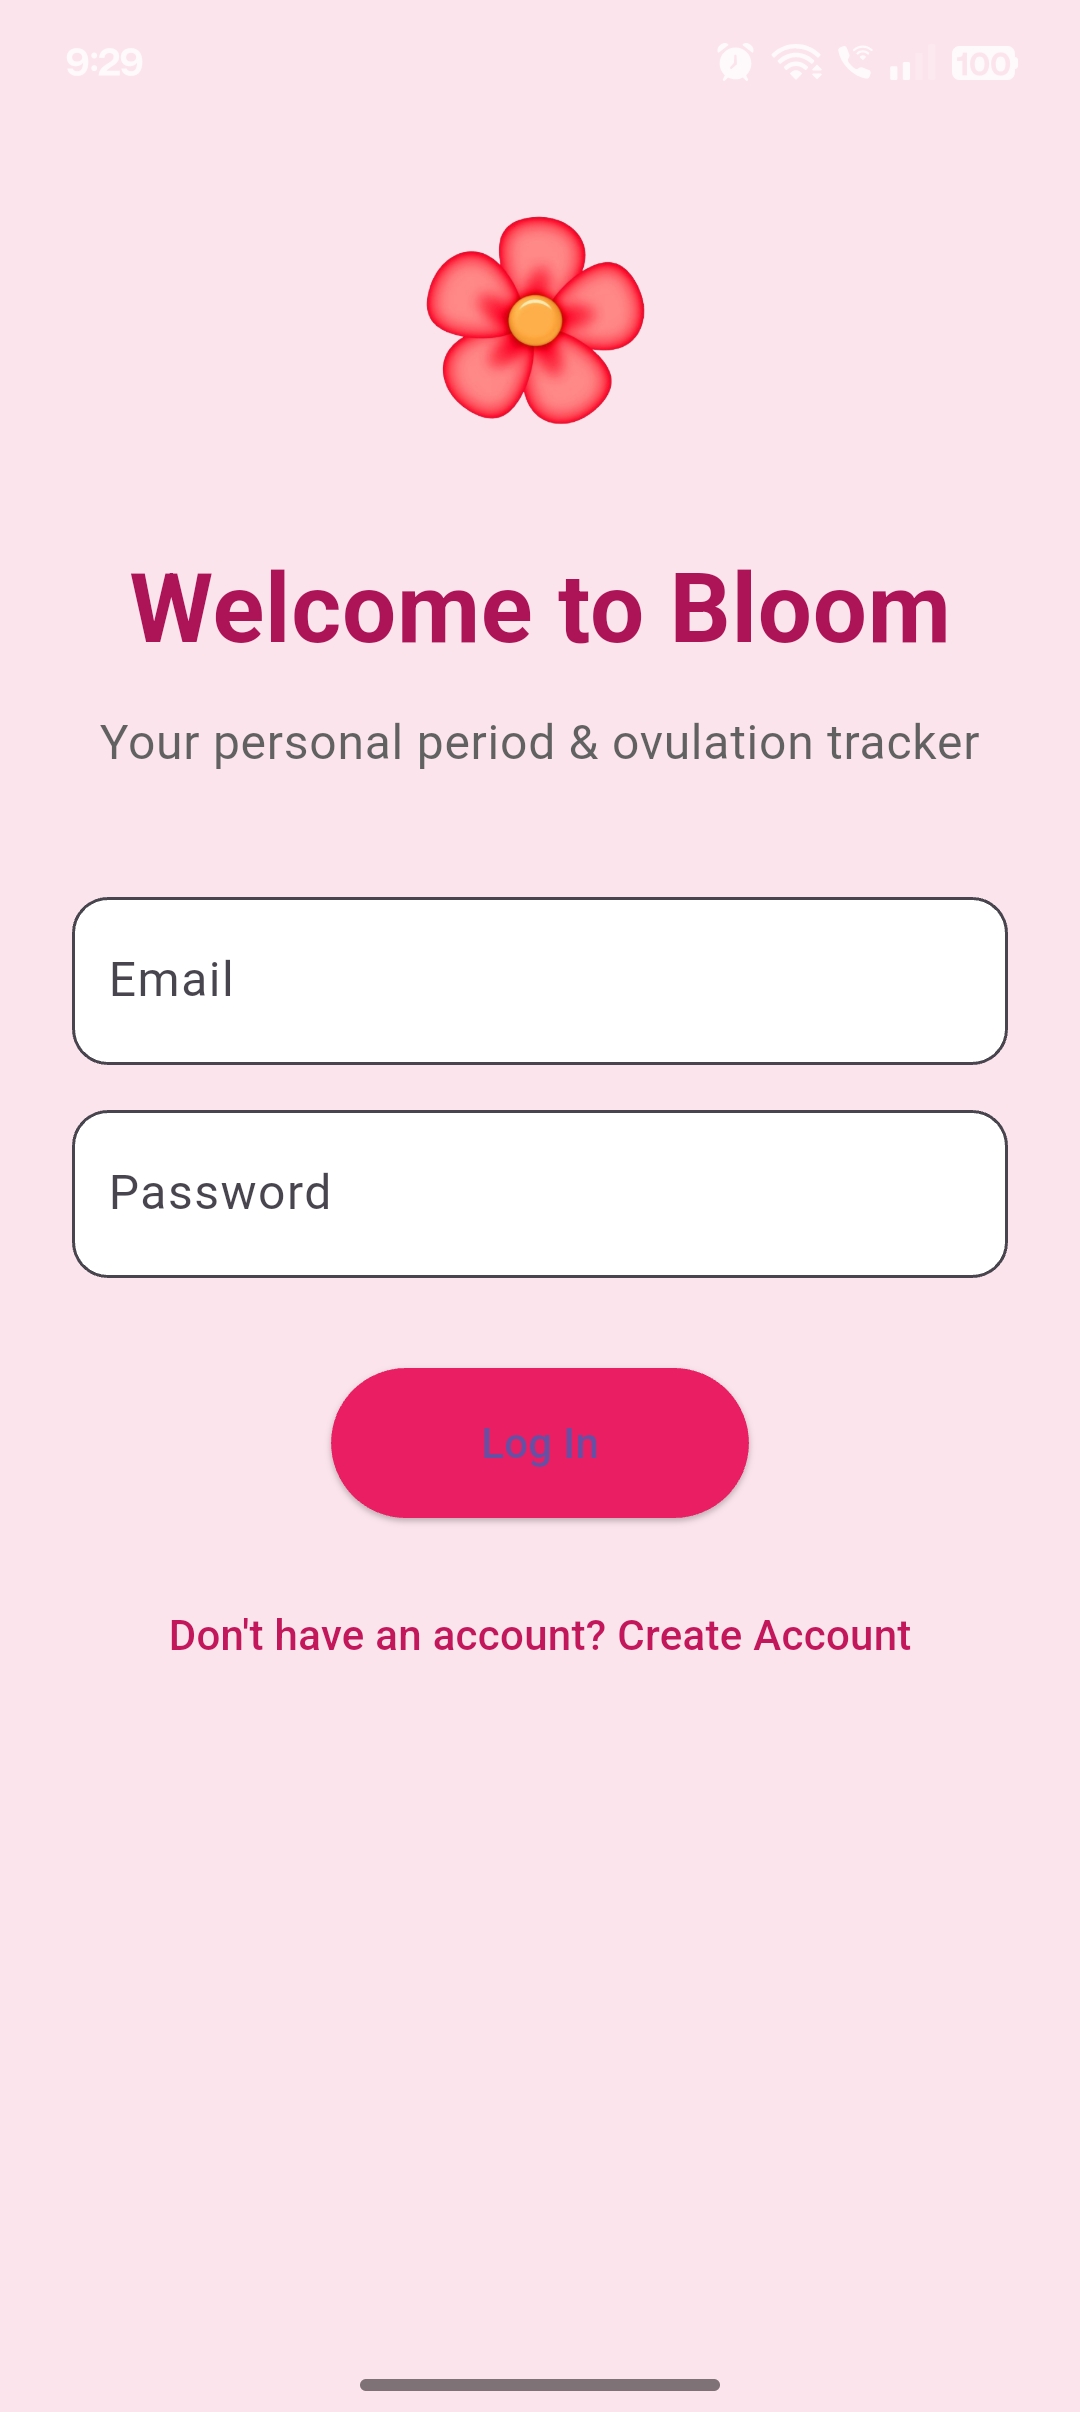 9:29
100
Welcome to Bloom
Your personal period & ovulation tracker
Email
Password
Log In
Don't have an account? Create Account